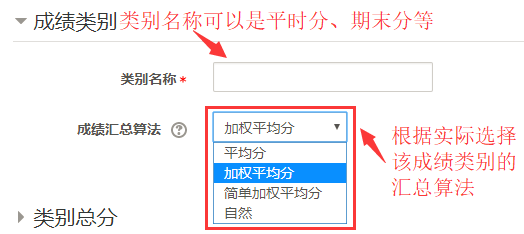 成绩类别类别名称可以是平时分、期末分等
类别名称*
成绩汇总算法 ?
加权平均分
平均分
加权平均分
简单加权平均分
自然
根据实际选择
该成绩类别的
汇总算法
类别总分